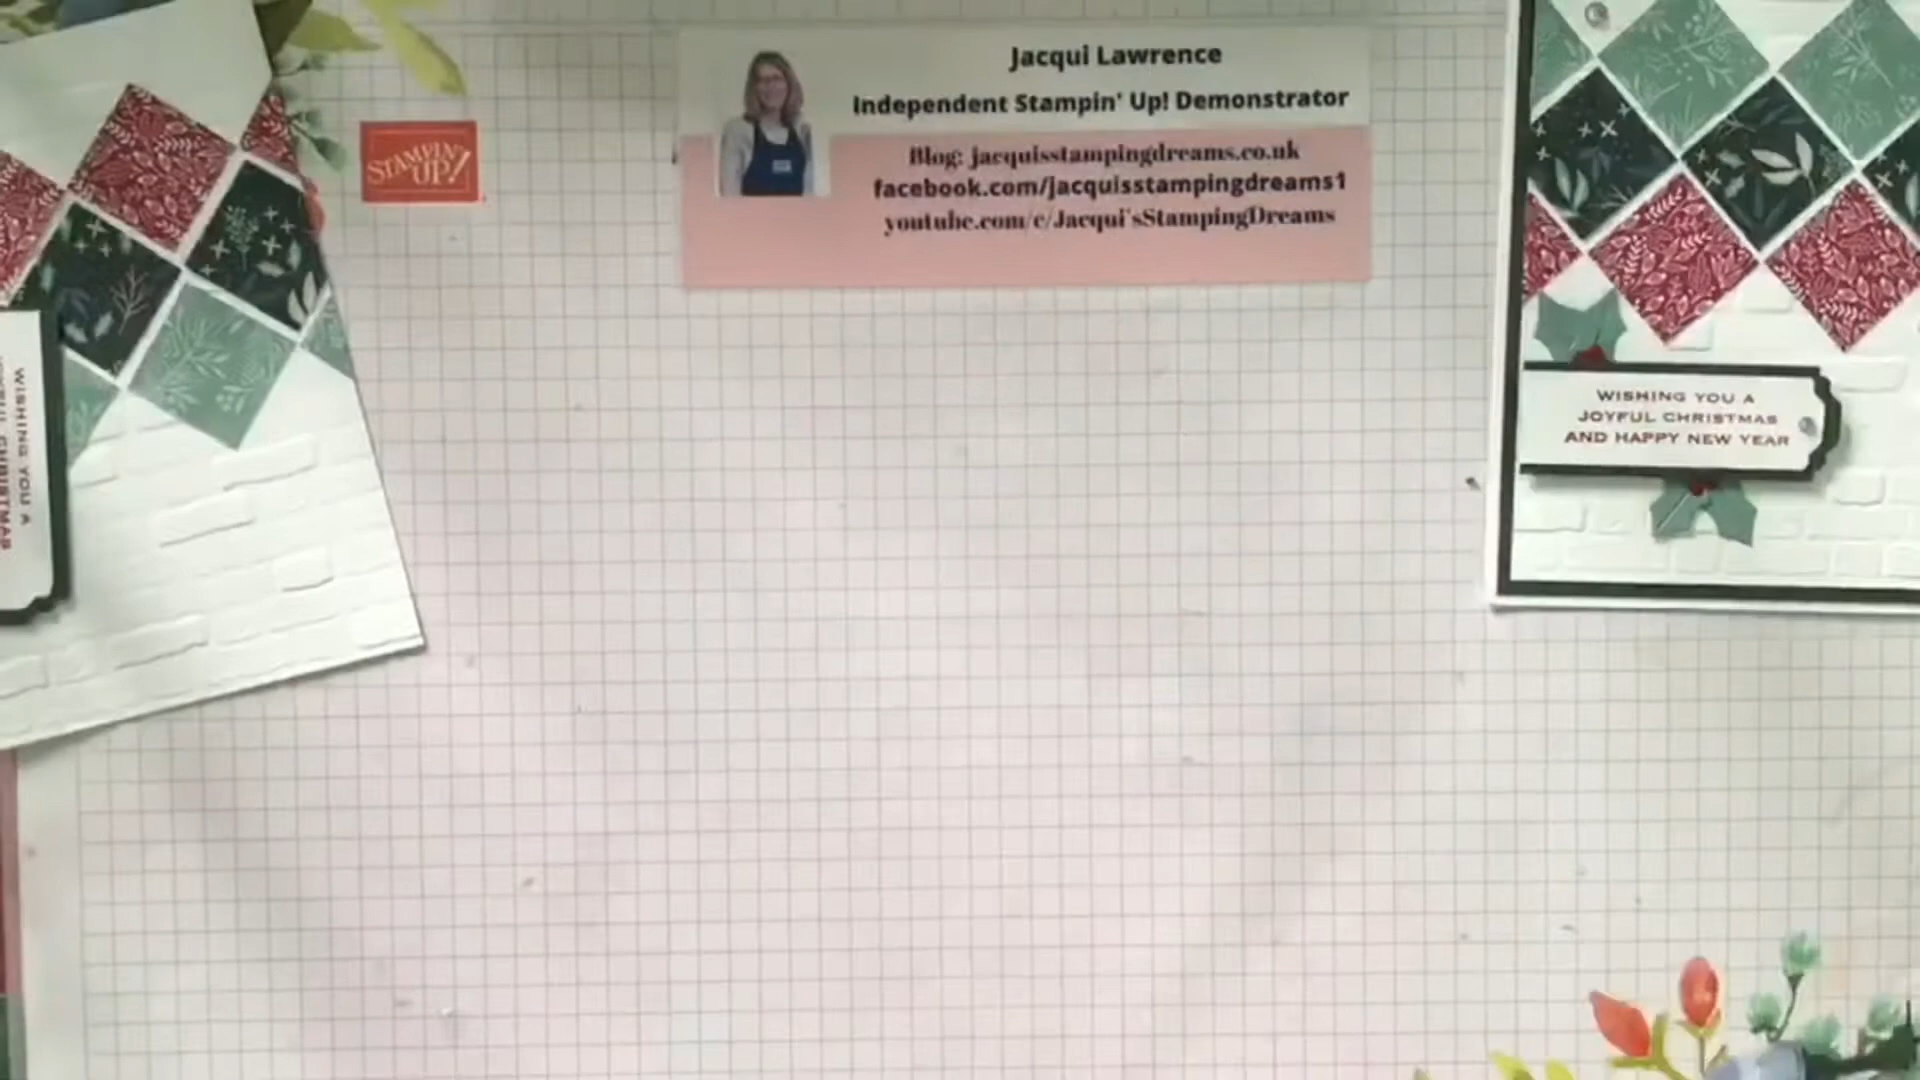 STAMPIN' UP!
Jacqui Lawrence
Independent Stampin' Up! Demonstrator
Blog: jacquisstampingdreams.co.uk
facebook.com/jacquisstampingdreams1
youtube.com/c/Jacqui'sStampingDreams
WISHING YOU A
JOYFUL CHRISTMAS
AND HAPPY NEW YEAR
WISHING YOU A